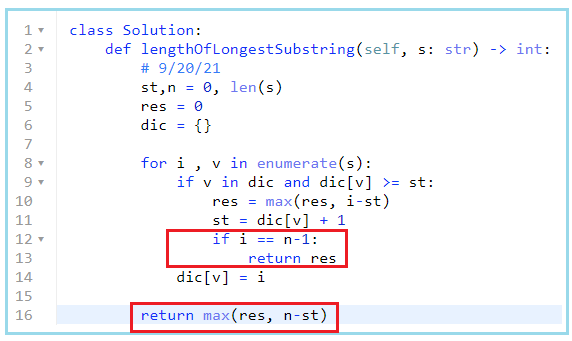 1 class Solution:
2     def lengthOfLongestSubstring(self, s: str) -> int:
3         # 9/20/21
4         st,n = 0, len(s)
5         res = 0
6         dic = {}
7
8         for i , v in enumerate(s):
9             if v in dic and dic[v] >= st:
10                 res = max(res, i-st)
11                 st = dic[v] + 1
12                 if i == n-1:
13                     return res
14             dic[v] = i
15
16         return max(res, n-st)